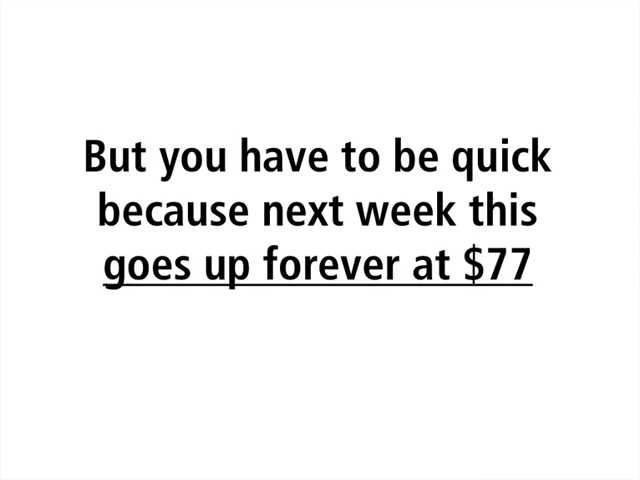 But you have to be quick
because next week this
goes up forever at $77